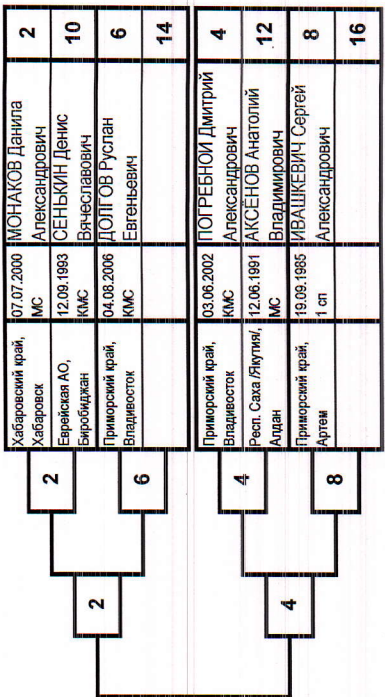 2
МОНАКОВ Данила
Александрович
07.07.2000
МС
Хабаровский край,
Хабаровск
10
СЕНЬКИН Денис
Вячеславович
12.09.1993
КМС
Еврейская АО,
Биробиджан
6
ДОЛГОВ Руслан
Евгеньевич
04.08.2006
КМС
Приморский край,
Владивосток
14
4
ПОГРЕБНОЙ Дмитрий
Александрович
03.06.2002
КМС
Приморский край,
Владивосток
12
АКСЁНОВ Анатолий
Владимирович
12.06.1991
МС
Респ. Саха /Якутия/,
Алдан
8
ИВАШКЕВИЧ Сергей
Александрович
19.09.1985
1 сп
Приморский край,
Артем
16
2
6
4
8
2
4